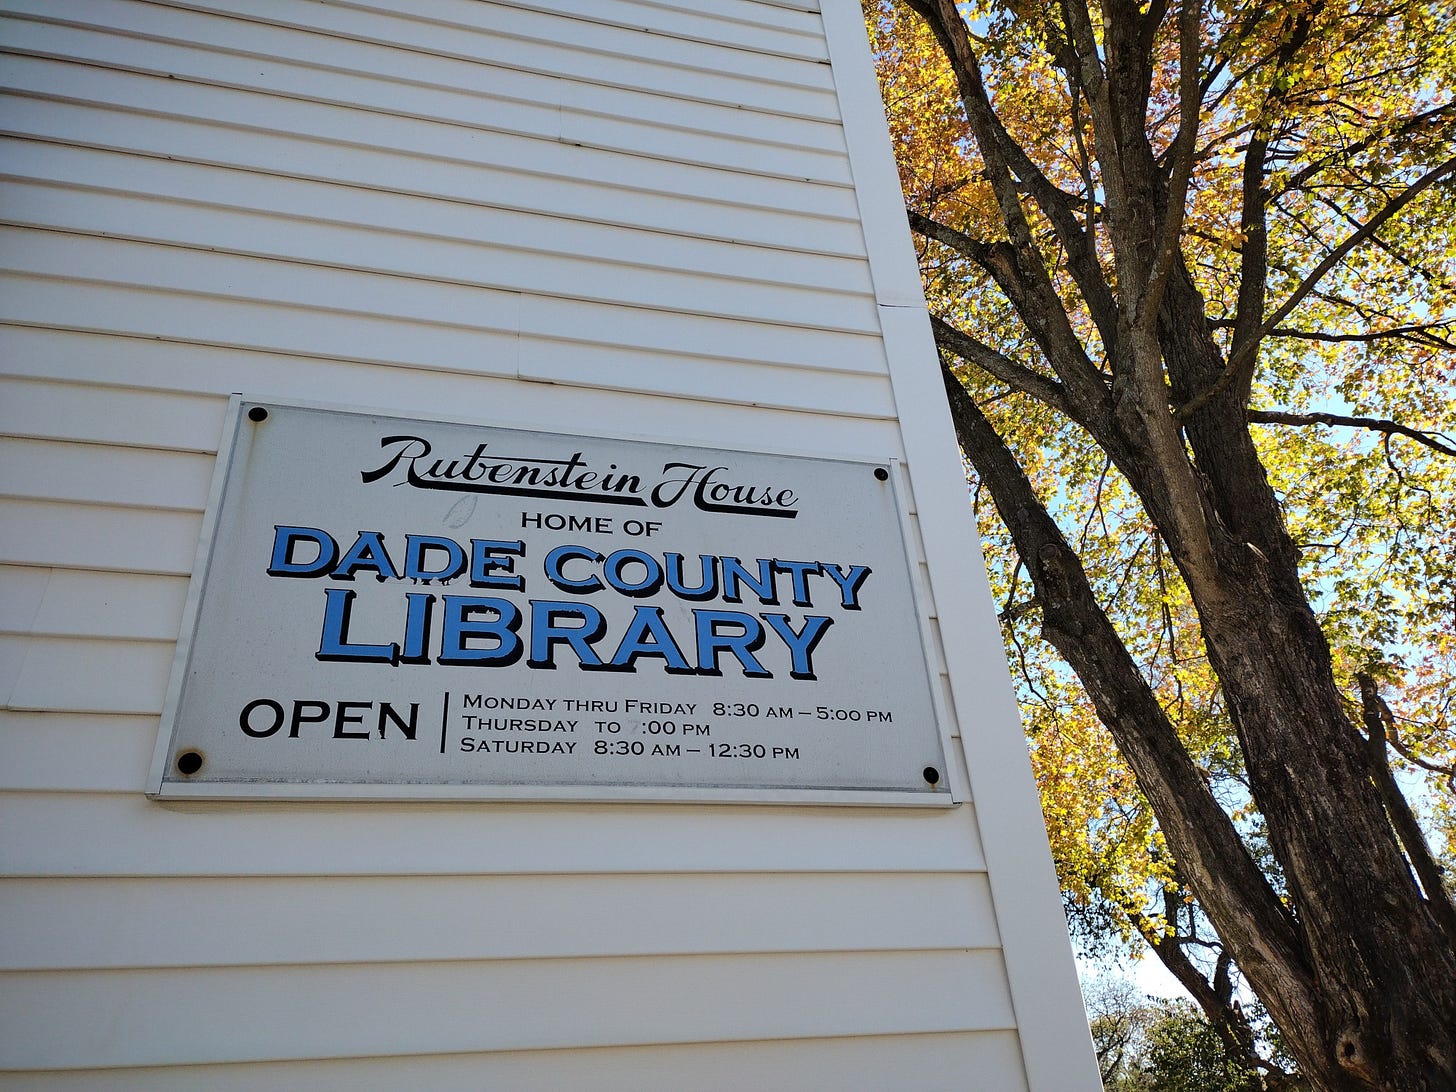 Rubenstein House
HOME OF
DADE COUNTY
LIBRARY
OPEN
MONDAY THRU FRIDAY 8:30 AM – 5:00 PM
THURSDAY TO :00 PM
SATURDAY 8:30 AM – 12:30 PM